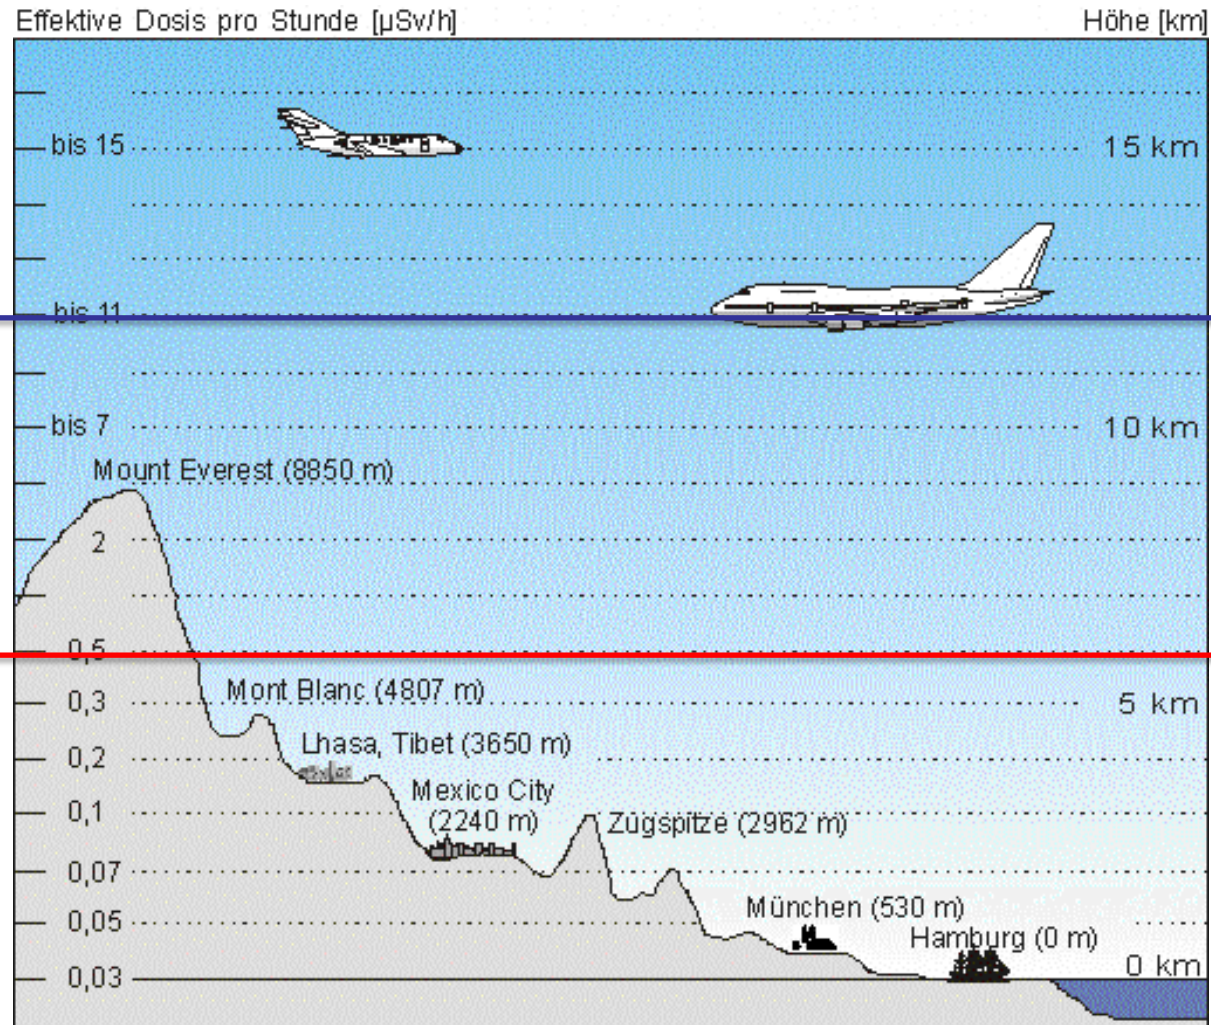 Effektive Dosis pro Stunde [µSv/h] Höhe [km]
bis 15 15 km
bis 11
bis 7 10 km
Mount Everest (8850 m)
2
0,5
Mont Blanc (4807 m)
0,3 5 km
Lhasa, Tibet (3650 m)
0,2
Mexico City
0,1
(2240 m) Zugspitze (2962 m)
0,07
München (530 m)
0,05
Hamburg (0 m)
0,03 0 km